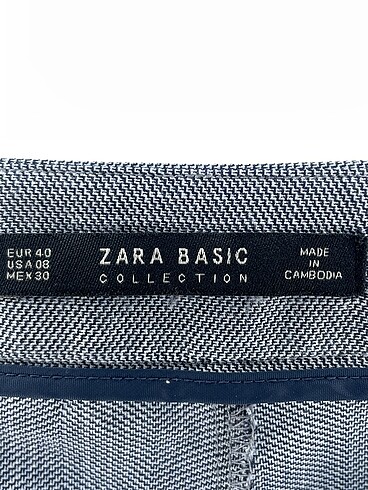 EUR 40
USA 08
MEX 30
ZARA BASIC
COLLECTION
MADE
IN
CAMBODIA